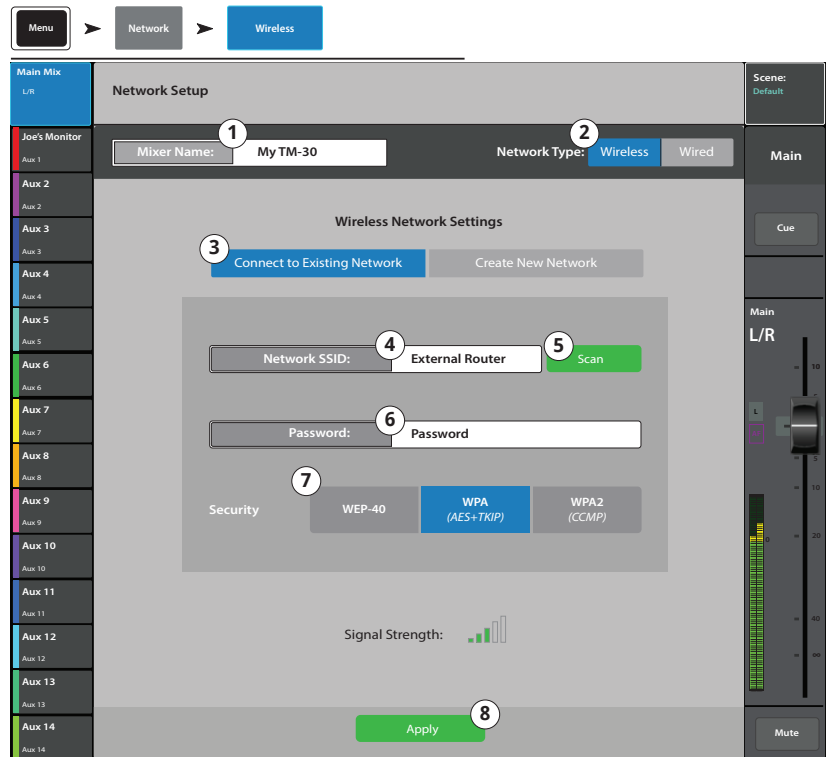 Menu
Network
Wireless
Main Mix
L/R
Network Setup
Scene:
Default
1
2
Joe's Monitor
Aux 1
Mixer Name:
My TM-30
Network Type:
Wireless
Wired
Main
Aux 2
Aux 2
Aux 3
Aux 3
Wireless Network Settings
Cue
3
Connect to Existing Network
Create New Network
Aux 4
Aux 4
Aux 5
Aux 5
Main
L/R
4
5
Network SSID:
External Router
Scan
Aux 6
Aux 6
10
Aux 7
Aux 7
6
Password:
Password
L
Aux 8
Aux 8
5
7
Security
WEP-40
WPA
(AES+TKIP)
WPA2
(CCMP)
10
Aux 9
Aux 9
Aux 10
Aux 10
0
20
Aux 11
Aux 11
40
Aux 12
Aux 12
Signal Strength:
∞
Aux 13
Aux 13
8
Aux 14
Aux 14
Apply
Mute